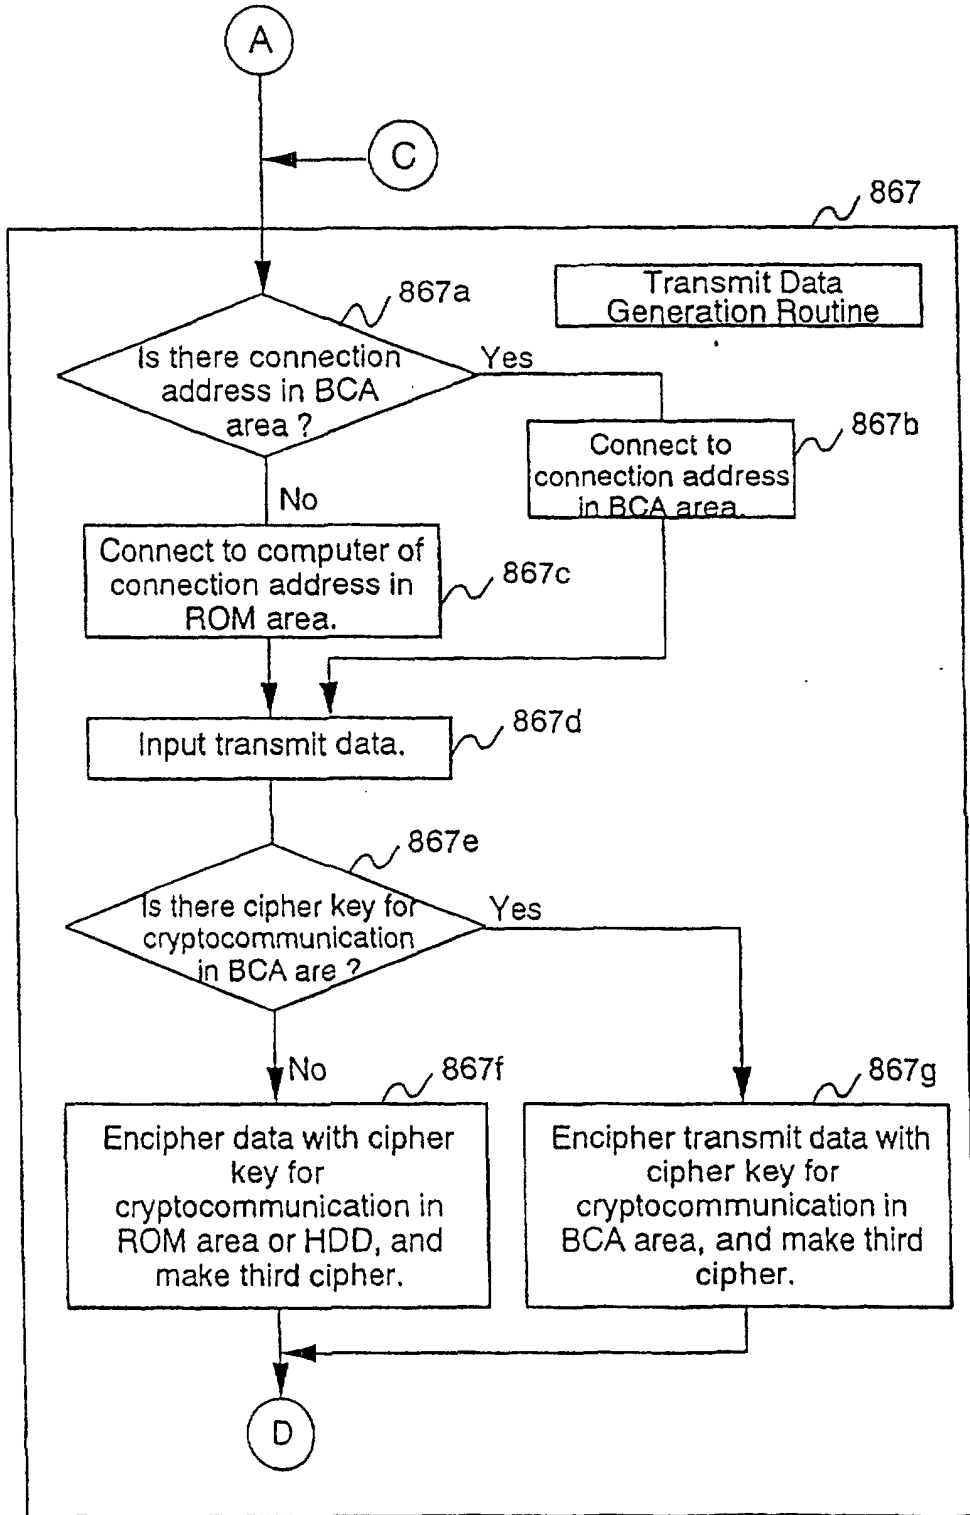 A
C
867
Transmit Data
Generation Routine
867a
Is there connection
address in BCA
area ?
Yes
867b
Connect to
connection address
in BCA area.
No
Connect to computer of
connection address in
ROM area.
867c
Input transmit data.
867d
867e
Is there cipher key for
cryptocommunication
in BCA are ?
Yes
No
867f
Encipher data with cipher
key for
cryptocommunication in
ROM area or HDD, and
make third cipher.
867g
Encipher transmit data with
cipher key for
cryptocommunication in
BCA area, and make third
cipher.
D